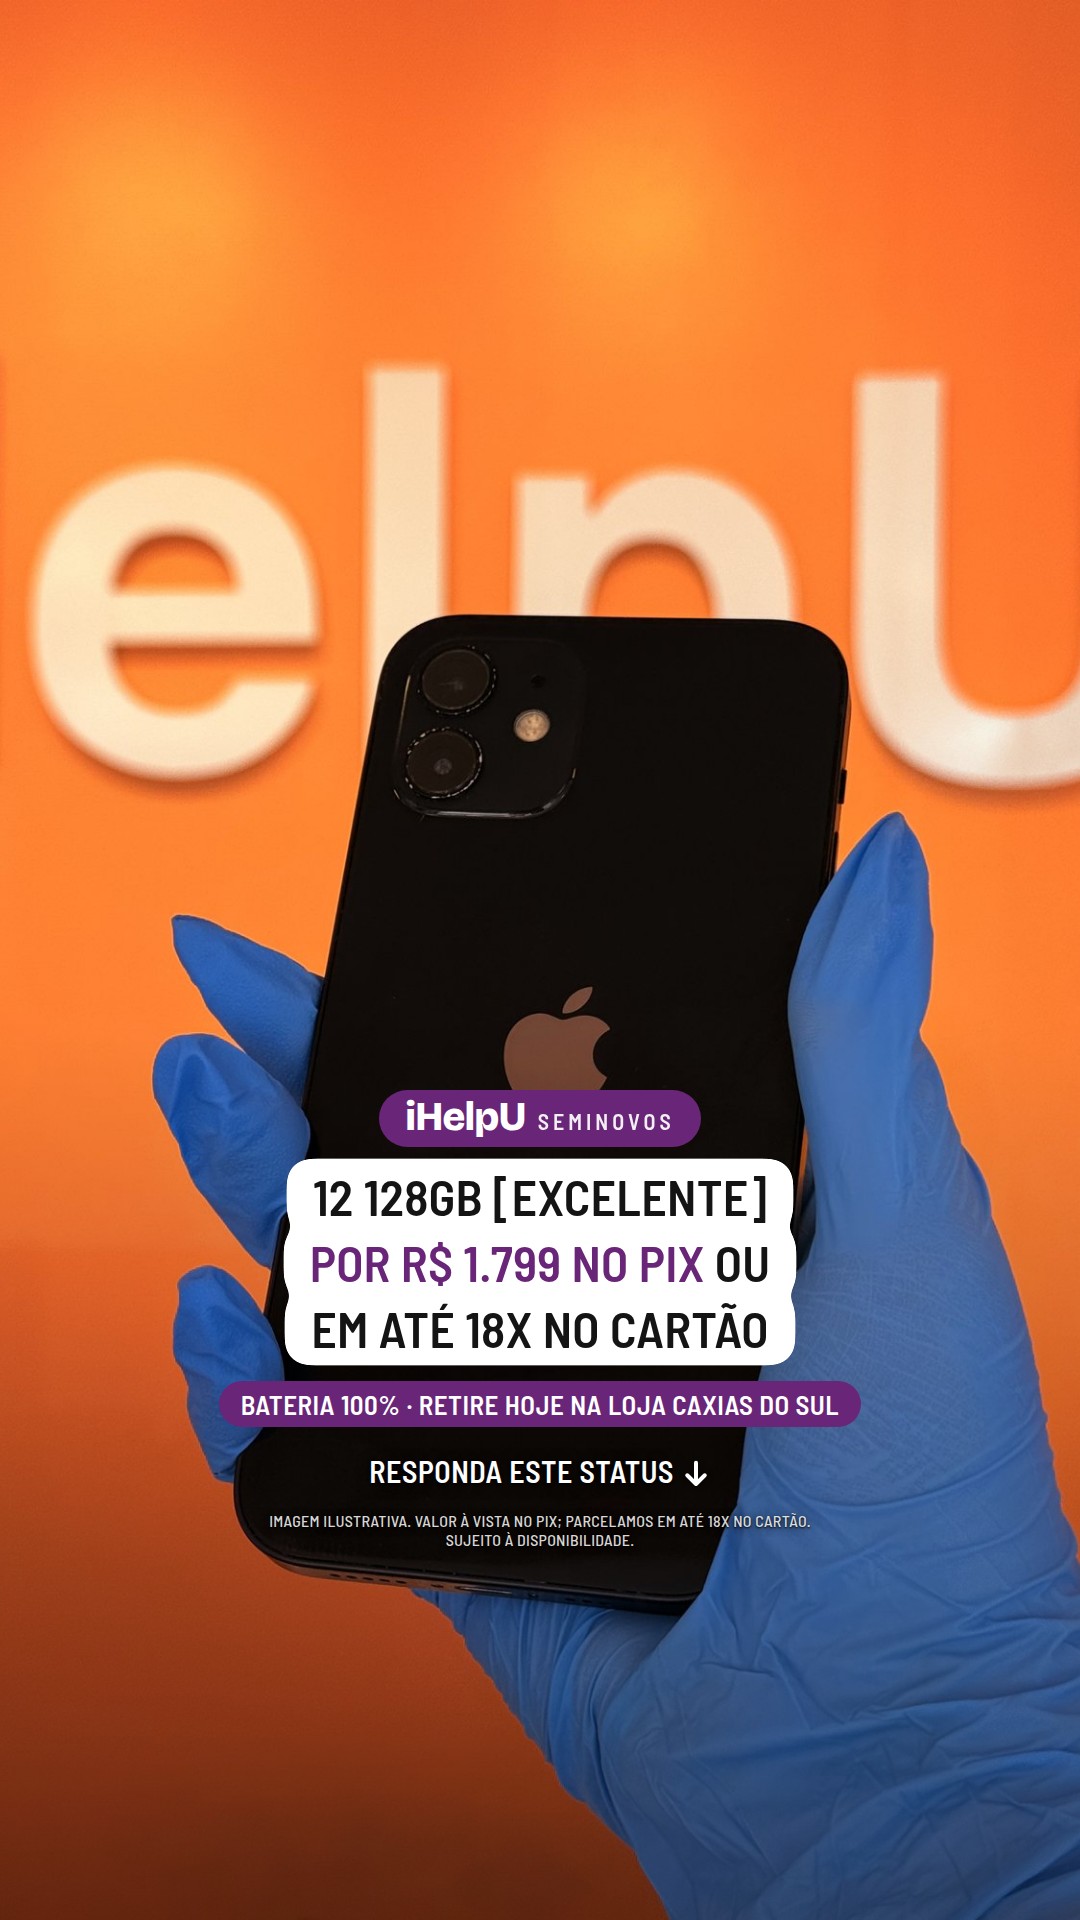 elpU
iHelpU SEMINOVOS
12 128GB [EXCELENTE]
POR R$ 1.799 NO PIX OU
EM ATÉ 18X NO CARTÃO
BATERIA 100% · RETIRE HOJE NA LOJA CAXIAS DO SUL
RESPONDA ESTE STATUS ↓
IMAGEM ILUSTRATIVA. VALOR À VISTA NO PIX; PARCELAMOS EM ATÉ 18X NO CARTÃO.
SUJEITO À DISPONIBILIDADE.